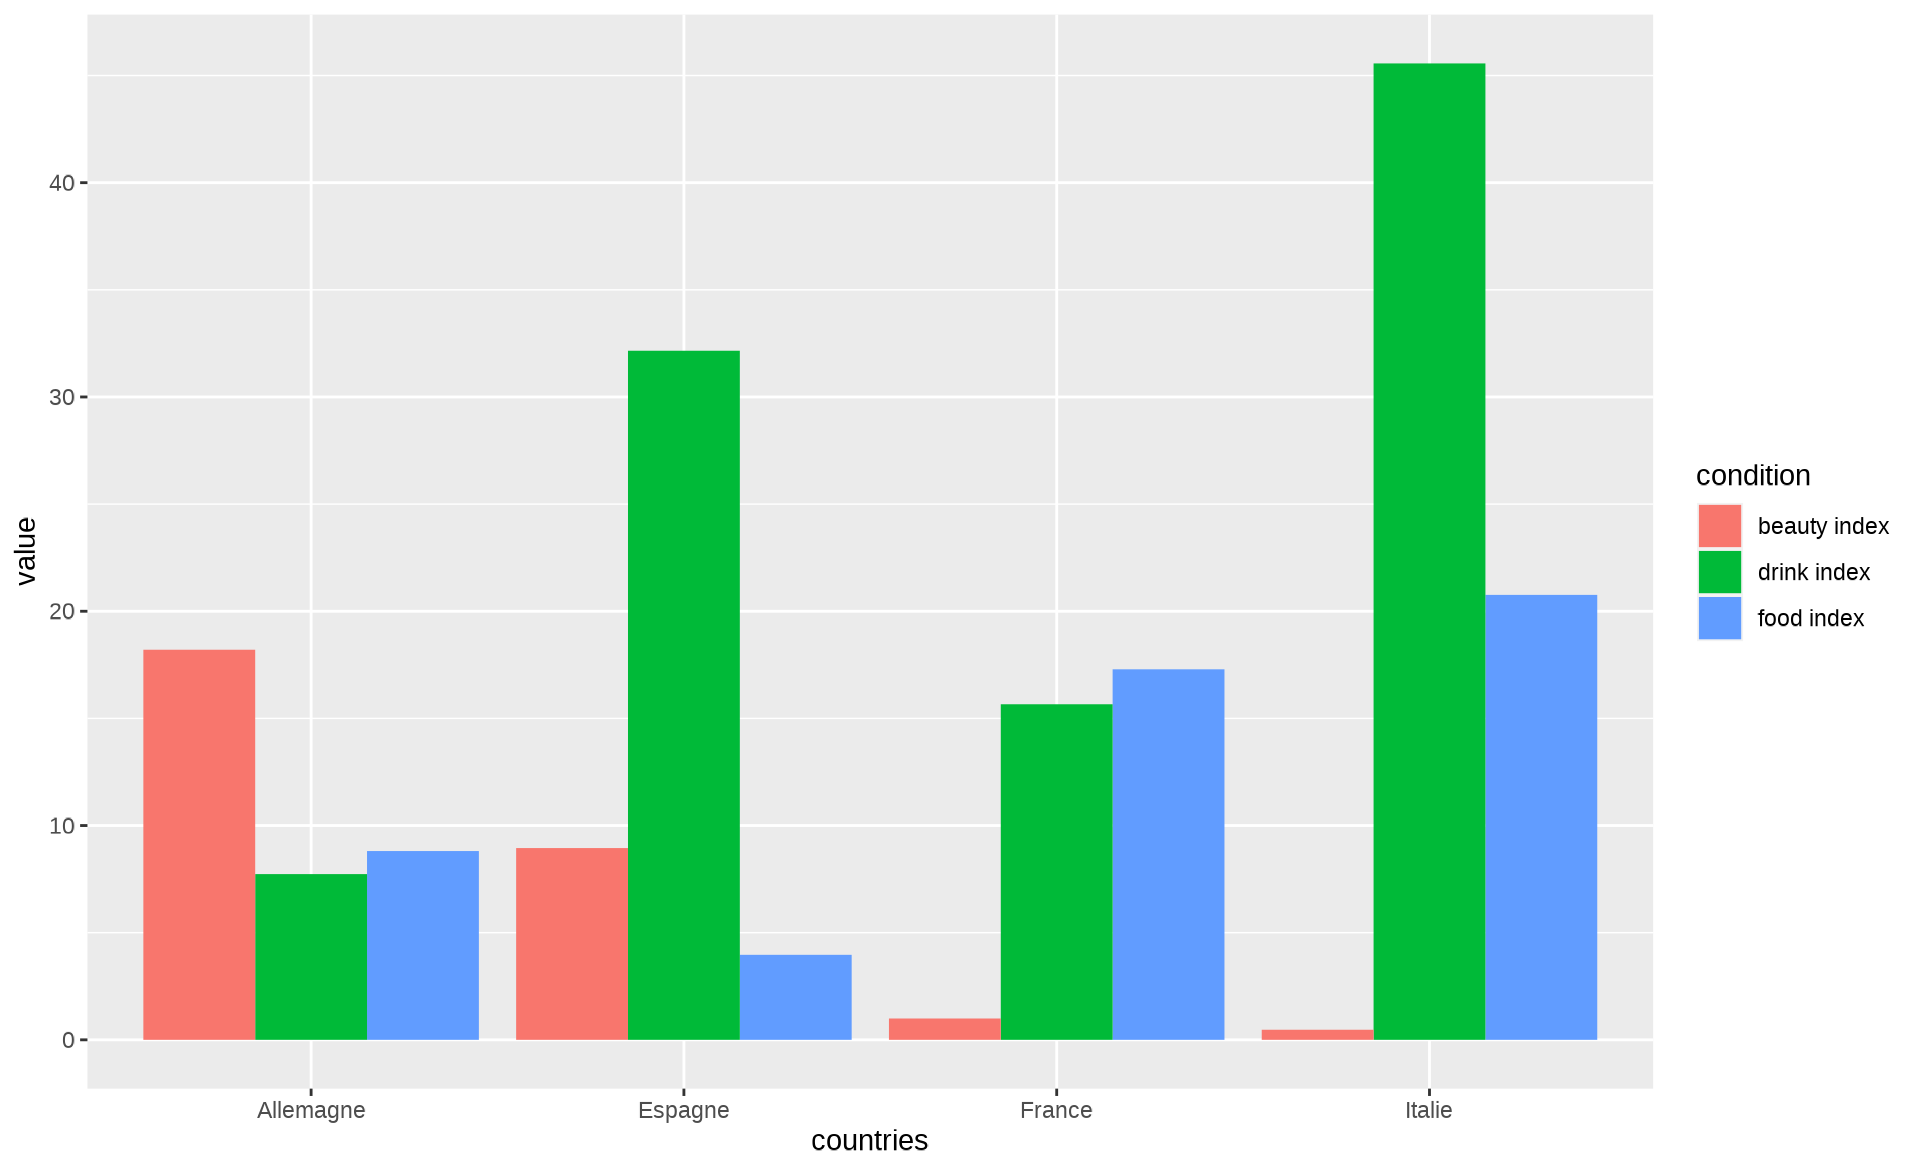 value
40
30
20
10
0
Allemagne
Espagne
France
Italie
countries
condition
beauty index
drink index
food index